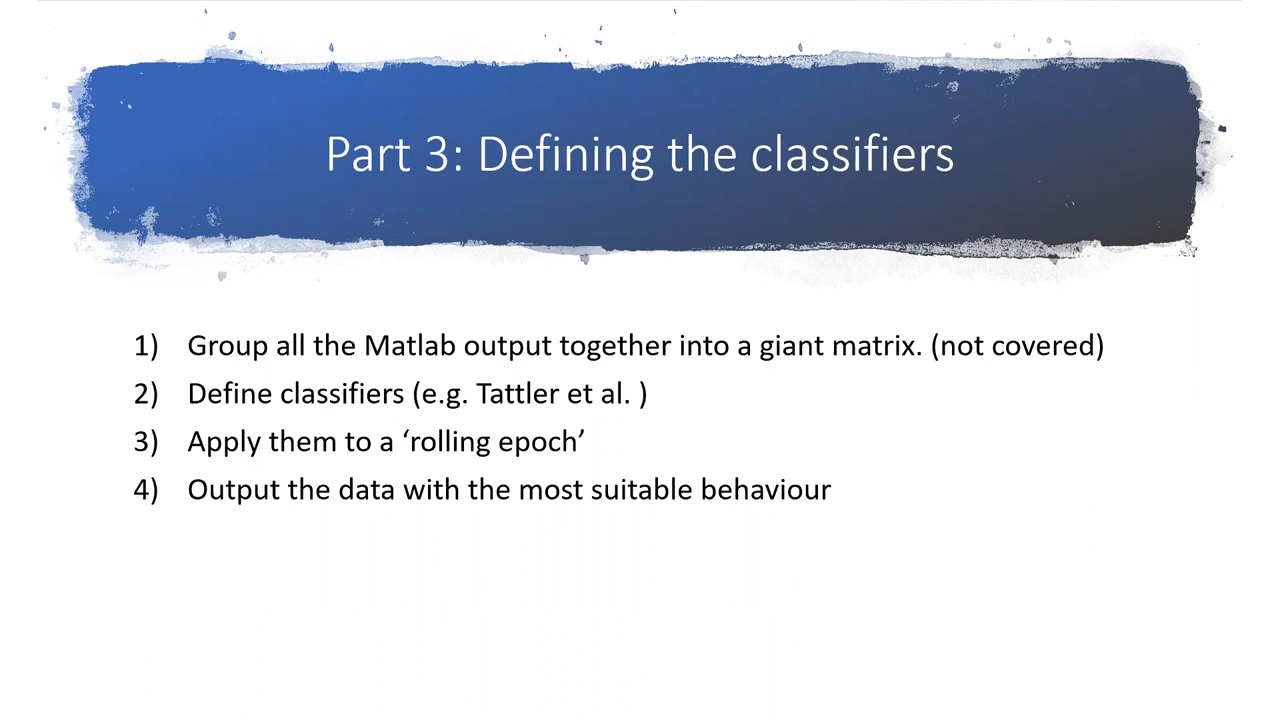 Part 3: Defining the classifiers
1) Group all the Matlab output together into a giant matrix. (not covered)
2) Define classifiers (e.g. Tattler et al. )
3) Apply them to a ‘rolling epoch’
4) Output the data with the most suitable behaviour